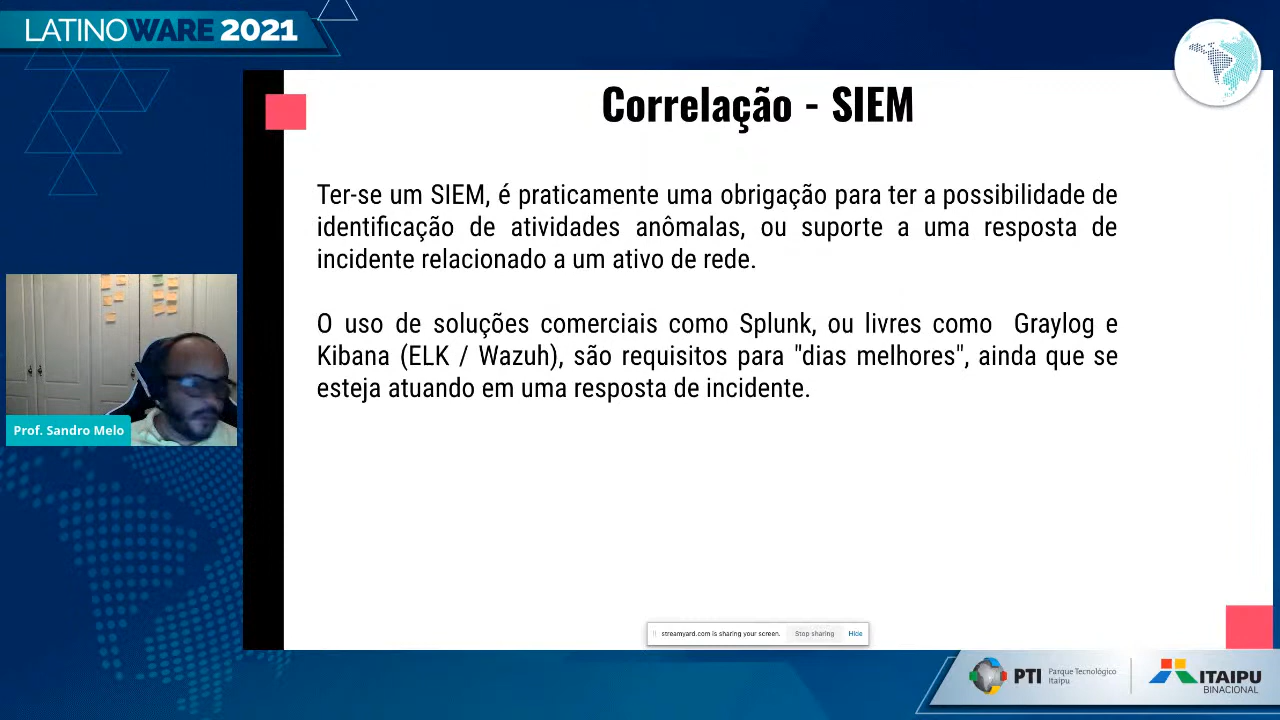 LATINOWARE 2021
Correlação - SIEM
Ter-se um SIEM, é praticamente uma obrigação para ter a possibilidade de
identificação de atividades anômalas, ou suporte a uma resposta de
incidente relacionado a um ativo de rede.
O uso de soluções comerciais como Splunk, ou livres como  Graylog e
Kibana (ELK / Wazuh), são requisitos para "dias melhores", ainda que se
esteja atuando em uma resposta de incidente.
Prof. Sandro Melo
streamyard.com is sharing your screen. Stop sharing Hide
PTI Parque Tecnológico
Itaipu
ITAIPU
BINACIONAL